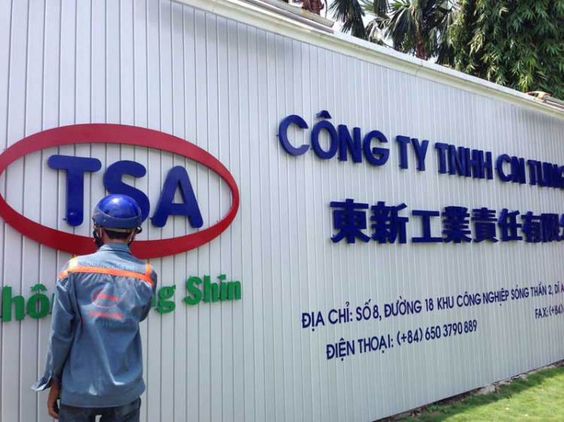 TSA
Shin
CÔNG TY TNHH CN TUNG
東新工業責任有限
ĐỊA CHỈ: SỐ 8, ĐƯỜNG 18 KHU CÔNG NGHIỆP SÓNG THẦN 2, DĨ A
ĐIỆN THOẠI: (+84) 650 3790 889
FAX: (+84